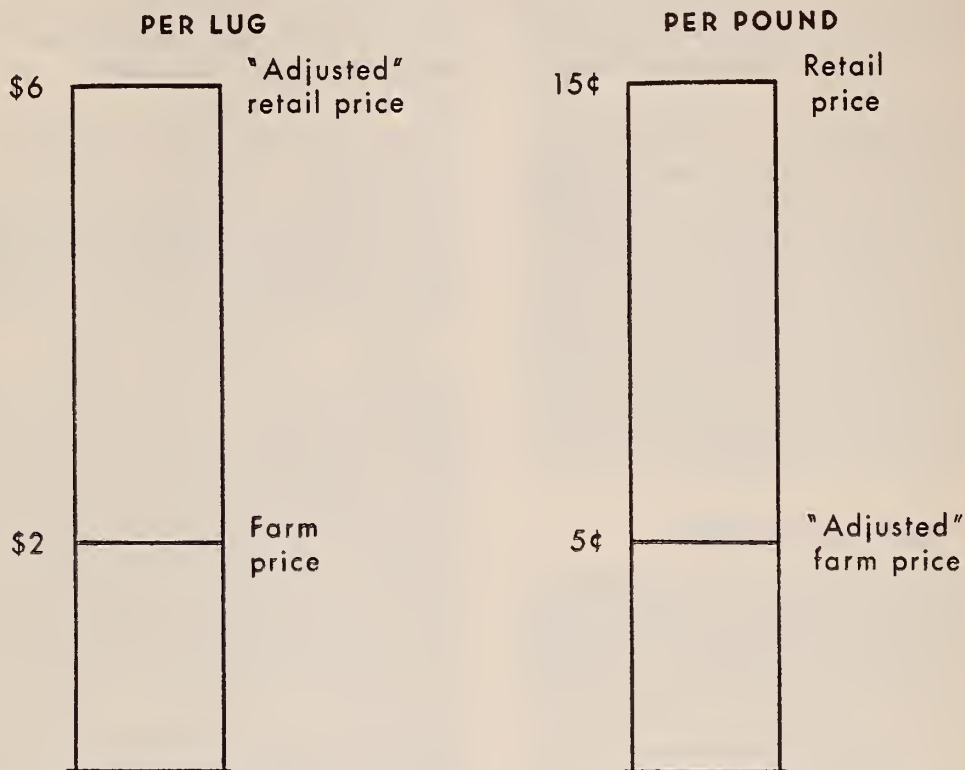 PER LUG
$6
"Adjusted"
retail price
$2
Farm
price
PER POUND
15¢
Retail
price
5¢
"Adjusted"
farm price